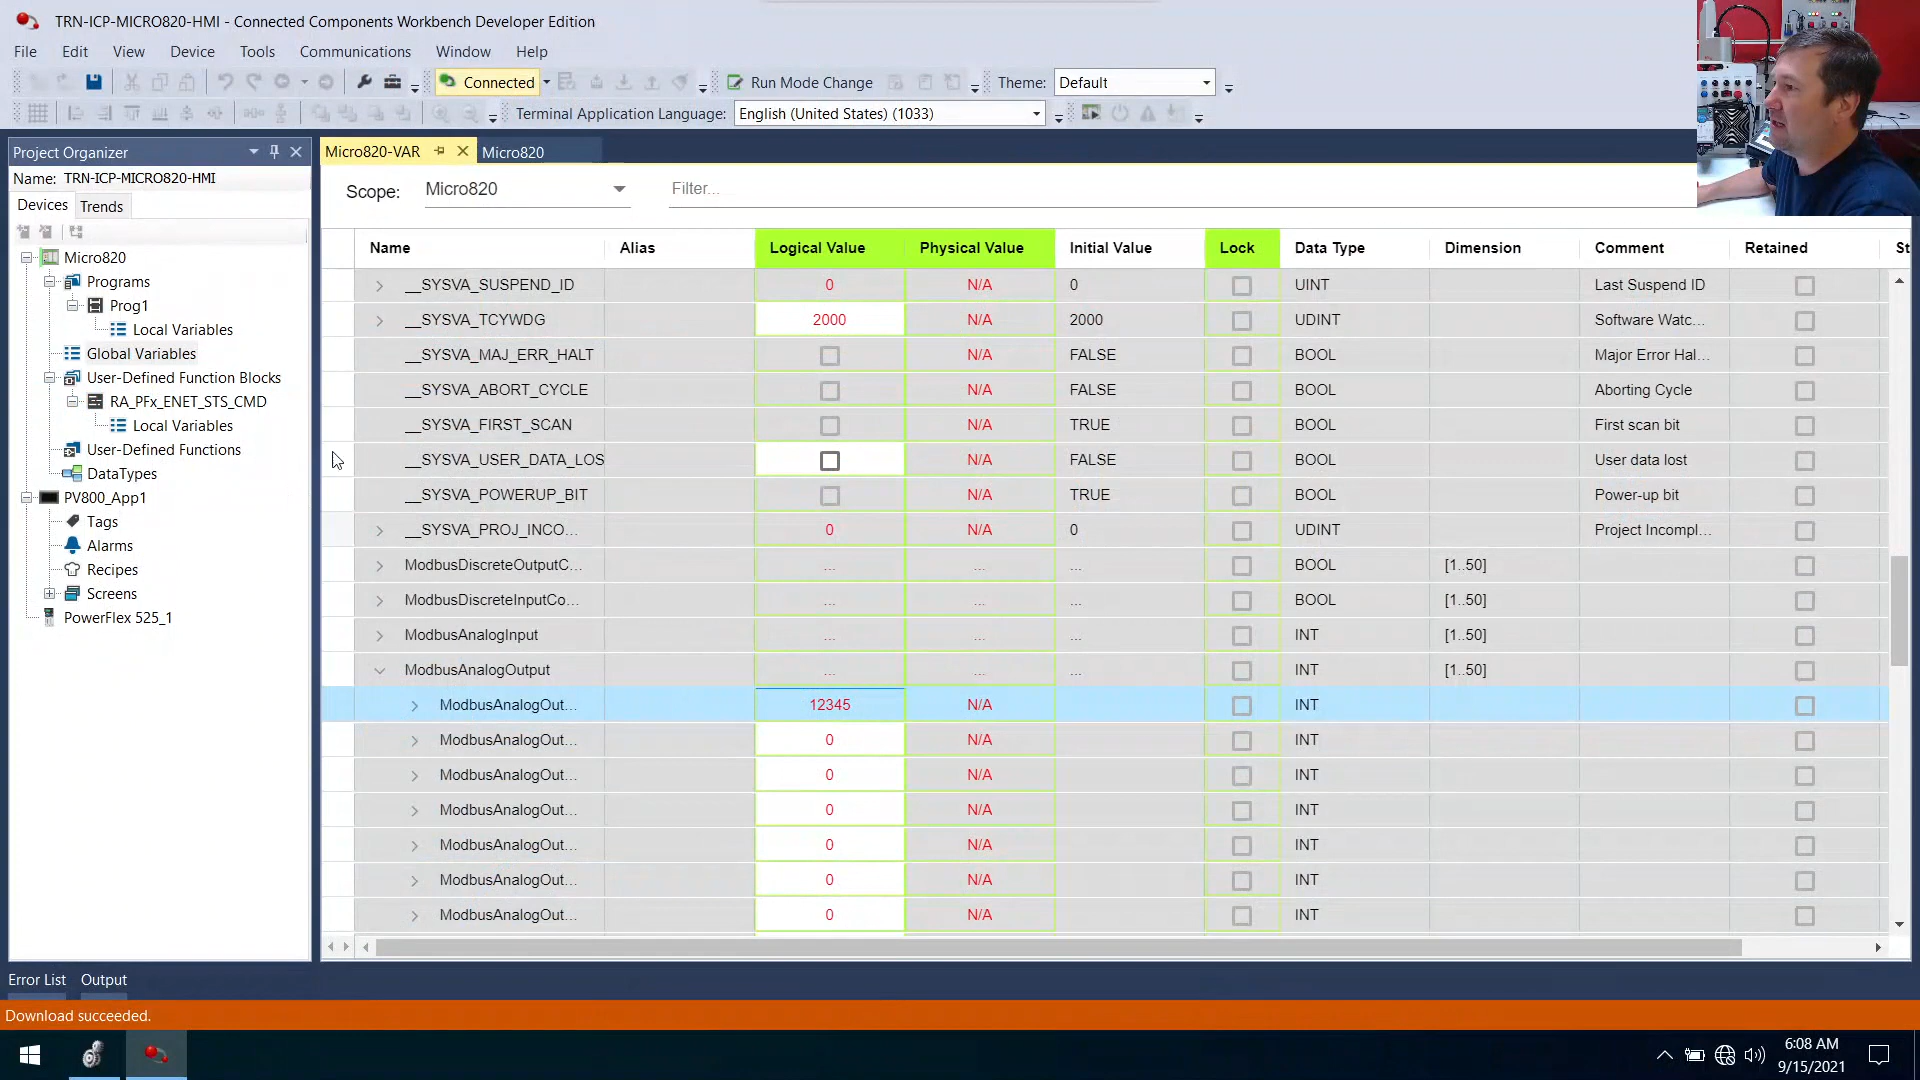 TRN-ICP-MICRO820-HMI - Connected Components Workbench Developer Edition
File Edit View Device Tools Communications Window Help
Connected Run Mode Change Theme: Default
Terminal Application Language: English (United States) (1033)
Project Organizer
Name: TRN-ICP-MICRO820-HMI
Devices Trends
Micro820
Programs
Prog1
Local Variables
Global Variables
User-Defined Function Blocks
RA_PFx_ENET_STS_CMD
Local Variables
User-Defined Functions
DataTypes
PV800_App1
Tags
Alarms
Recipes
Screens
PowerFlex 525_1
Micro820-VAR Micro820
Scope: Micro820 Filter...
Name Alias Logical Value Physical Value Initial Value Lock Data Type Dimension Comment Retained St
__SYSVA_SUSPEND_ID 0 N/A 0 UINT Last Suspend ID
__SYSVA_TCYWDG 2000 N/A 2000 UDINT Software Watc...
__SYSVA_MAJ_ERR_HALT N/A FALSE BOOL Major Error Hal...
__SYSVA_ABORT_CYCLE N/A FALSE BOOL Aborting Cycle
__SYSVA_FIRST_SCAN N/A TRUE BOOL First scan bit
__SYSVA_USER_DATA_LOS N/A FALSE BOOL User data lost
__SYSVA_POWERUP_BIT N/A TRUE BOOL Power-up bit
__SYSVA_PROJ_INCO... 0 N/A 0 UDINT Project Incompl...
ModbusDiscreteOutputC... ... ... ... BOOL [1..50]
ModbusDiscreteInputCo... ... ... ... BOOL [1..50]
ModbusAnalogInput ... ... ... INT [1..50]
ModbusAnalogOutput ... ... ... INT [1..50]
ModbusAnalogOut... 12345 N/A INT
ModbusAnalogOut... 0 N/A INT
ModbusAnalogOut... 0 N/A INT
ModbusAnalogOut... 0 N/A INT
ModbusAnalogOut... 0 N/A INT
ModbusAnalogOut... 0 N/A INT
ModbusAnalogOut... 0 N/A INT
Error List Output
Download succeeded.
6:08 AM
9/15/2021